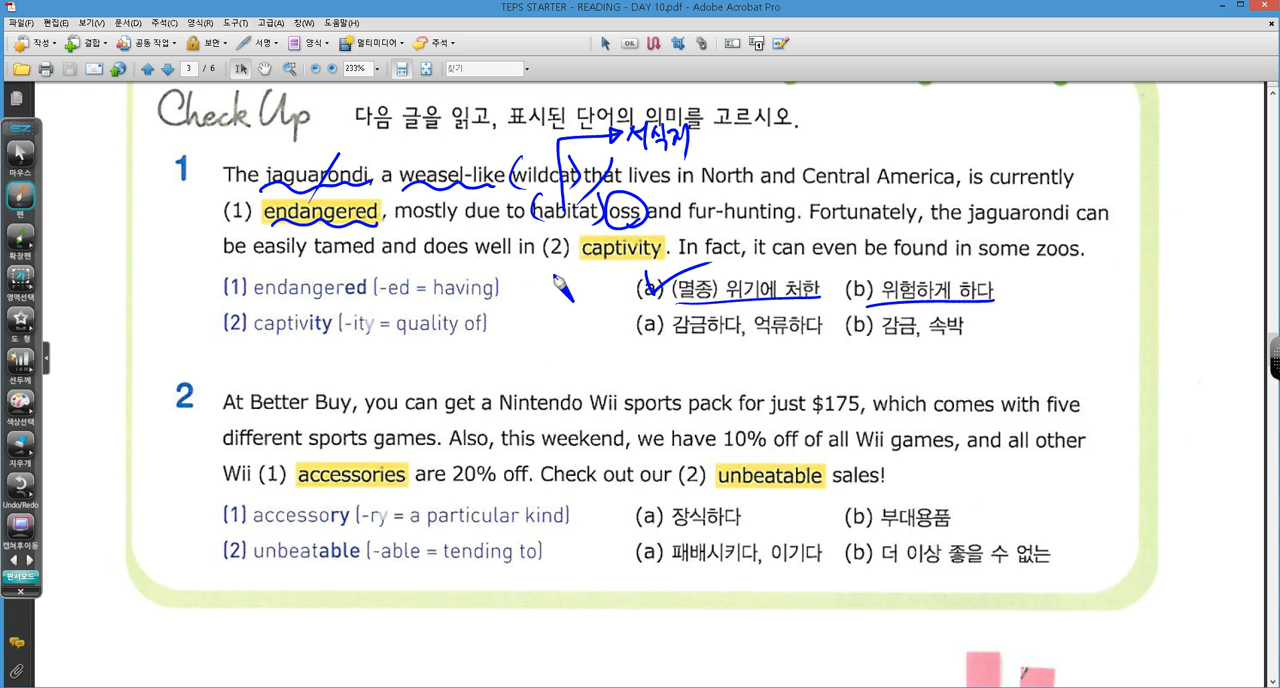 TEPS STARTER - READING - DAY 10.pdf - Adobe Acrobat Pro
파일(F) 편집(E) 보기(V) 문서(D) 주석(C) 양식(R) 도구(T) 고급(A) 창(W) 도움말(H)
작성 결합 공동 작업 보안 서명 양식 멀티미디어 주석 OK
3 / 6 233% 찾기
Check Up 다음 글을 읽고, 표시된 단어의 의미를 고르시오.
서식지
1 The jaguarondi, a weasel-like wildcat that lives in North and Central America, is currently
(1) endangered, mostly due to habitat loss and fur-hunting. Fortunately, the jaguarondi can
be easily tamed and does well in (2) captivity. In fact, it can even be found in some zoos.
(1) endangered (-ed = having) (a) (멸종) 위기에 처한 (b) 위험하게 하다
(2) captivity (-ity = quality of) (a) 감금하다, 억류하다 (b) 감금, 속박
2 At Better Buy, you can get a Nintendo Wii sports pack for just $175, which comes with five
different sports games. Also, this weekend, we have 10% off of all Wii games, and all other
Wii (1) accessories are 20% off. Check out our (2) unbeatable sales!
(1) accessory (-ry = a particular kind) (a) 장식하다 (b) 부대용품
(2) unbeatable (-able = tending to) (a) 패배시키다, 이기다 (b) 더 이상 좋을 수 없는
마우스
펜
확장펜
영역선택
도 형
선두께
색상선택
지우개
Undo/Redo
캡쳐후이동
판서모드